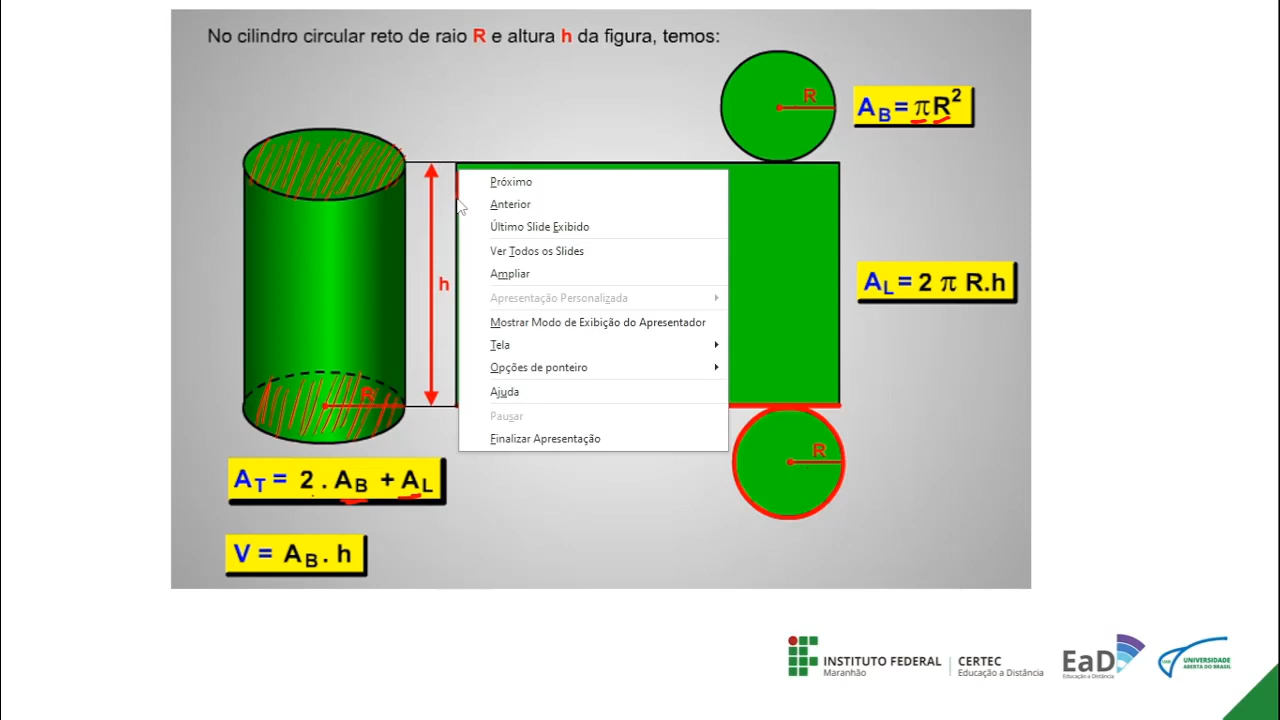 No cilindro circular reto de raio R e altura h da figura, temos:
R
A_B = π R²
Próximo
Anterior
Último Slide Exibido
Ver Todos os Slides
Ampliar
Apresentação Personalizada
Mostrar Modo de Exibição do Apresentador
Tela
Opções de ponteiro
Ajuda
Pausar
Finalizar Apresentação
h
A_L = 2 π R.h
R
R
A_T = 2 . A_B + A_L
V = A_B . h
INSTITUTO FEDERAL
Maranhão
CERTEC
Educação a Distância
EaD
Educação a Distância
UNIVERSIDADE
ABERTA DO BRASIL